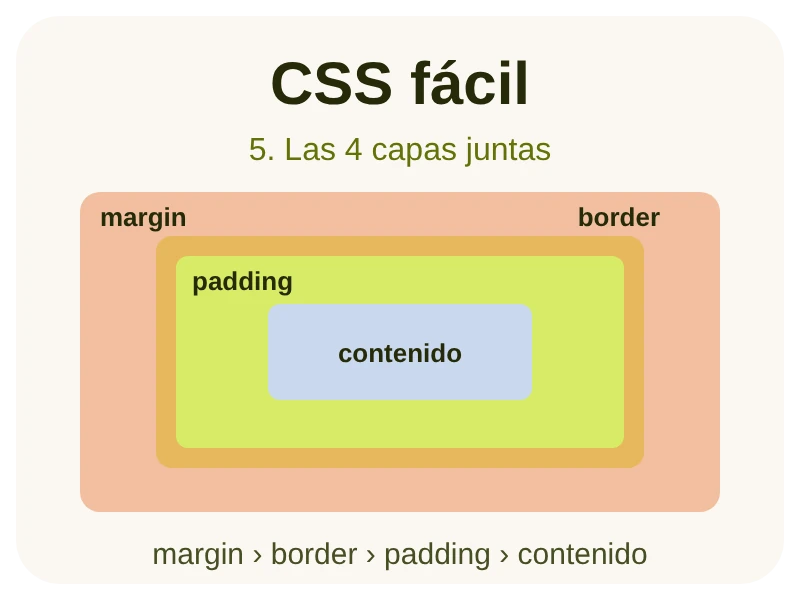 CSS fácil
5. Las 4 capas juntas
margin border
padding
contenido
margin › border › padding › contenido